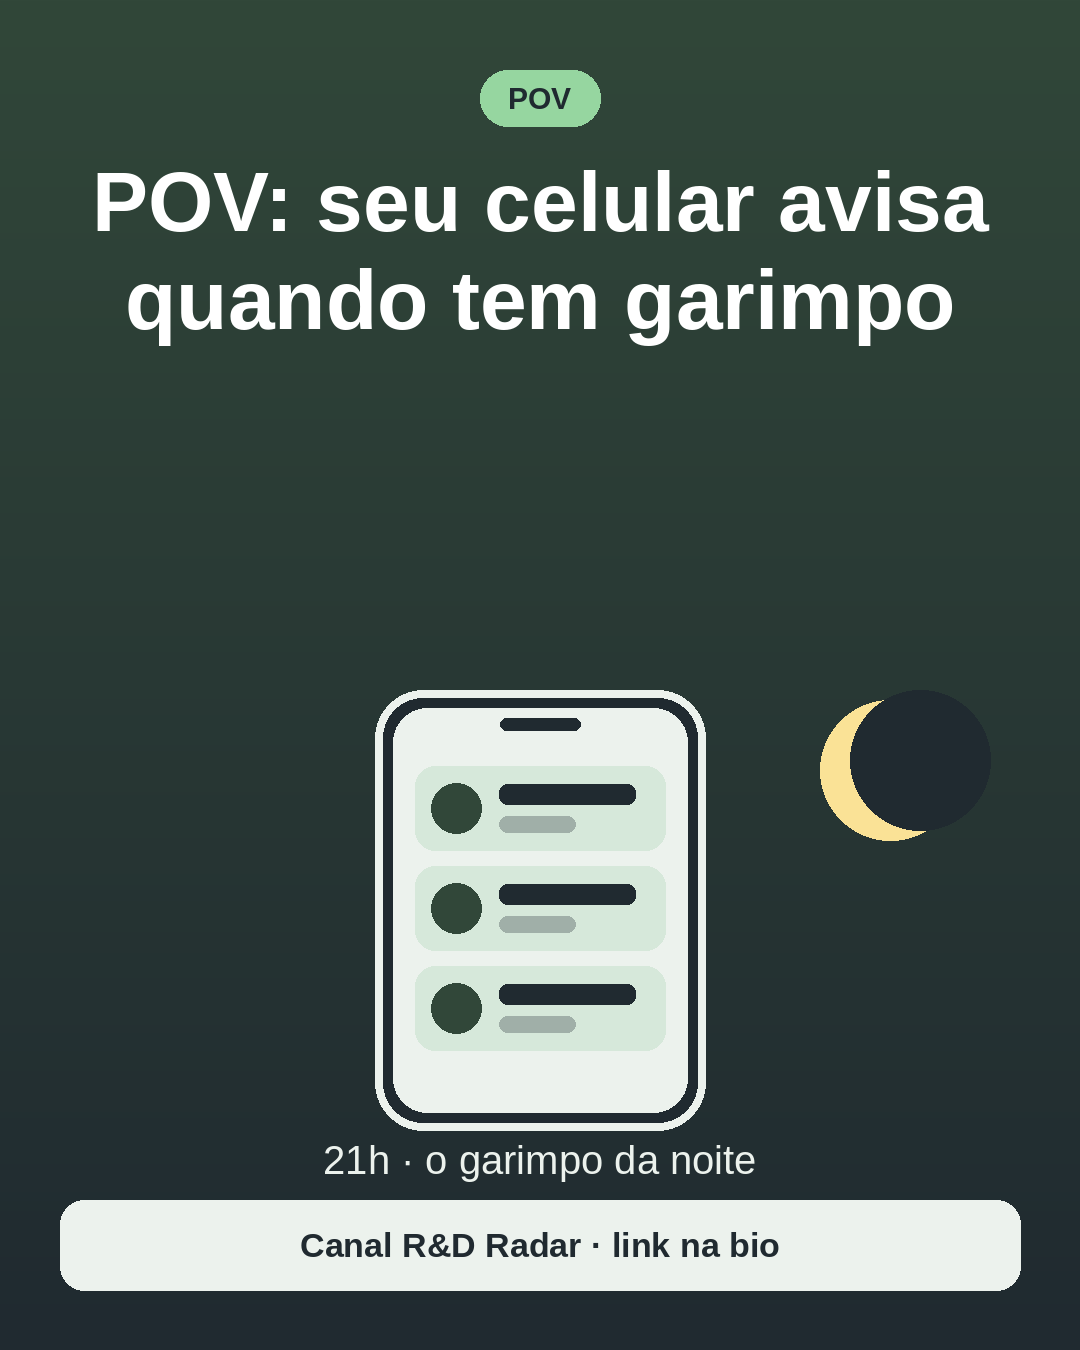 POV
POV: seu celular avisa
quando tem garimpo
21h · o garimpo da noite
Canal R&D Radar · link na bio